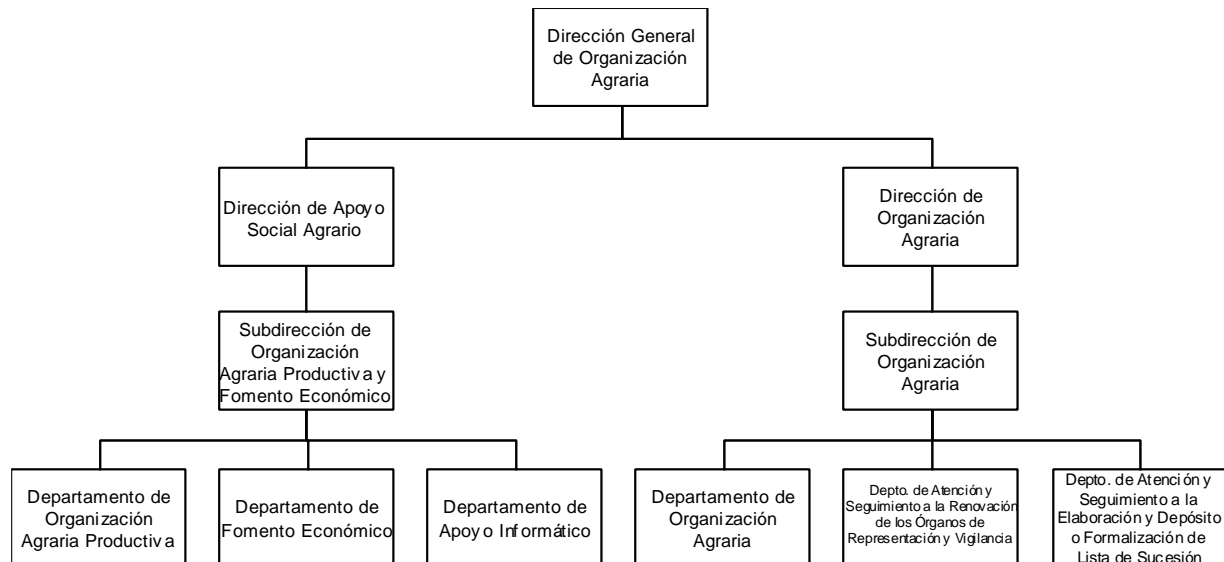 Dirección General
de Organización
Agraria
Dirección de Apoyo
Social Agrario
Dirección de
Organización
Agraria
Subdirección de
Organización
Agraria Productiva y
Fomento Económico
Subdirección de
Organización
Agraria
Departamento de
Organización
Agraria Productiva
Departamento de
Fomento Económico
Departamento de
Apoyo Informático
Departamento de
Organización
Agraria
Depto. de Atención y
Seguimiento a la Renovación
de los Órganos de
Representación y Vigilancia
Depto. de Atención y
Seguimiento a la
Elaboración y Depósito
o Formalización de
Lista de Sucesión